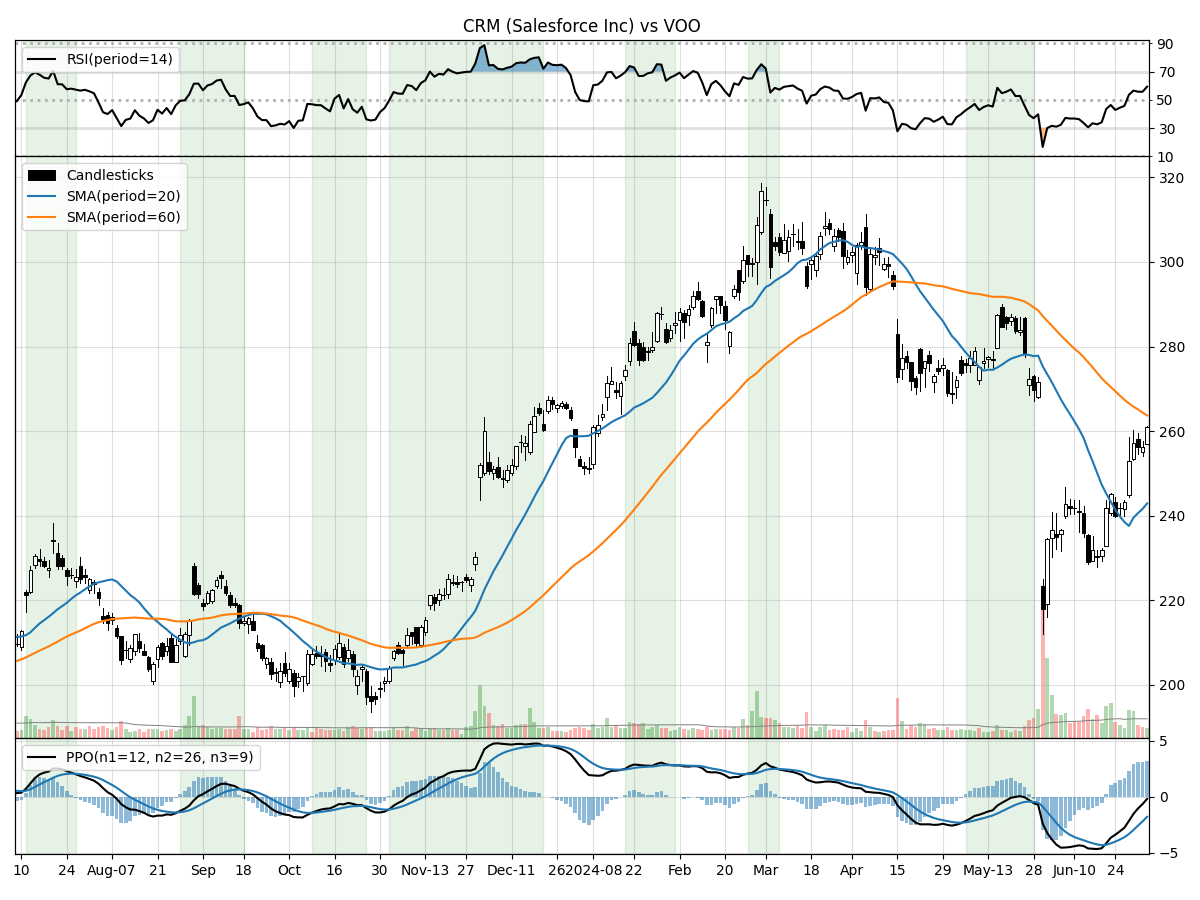 CRM (Salesforce Inc) vs VOO
RSI(period=14)
90
70
50
30
10
Candlesticks
SMA(period=20)
SMA(period=60)
320
300
280
260
240
220
200
PPO(n1=12, n2=26, n3=9)
5
0
−5
10 24 Aug-07 21 Sep 18 Oct 16 30 Nov-13 27 Dec-11 26 2024-08 22 Feb 20 Mar 18 Apr 15 29 May-13 28 Jun-10 24